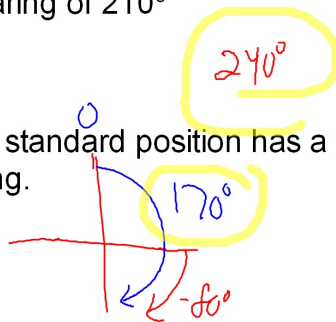 aring of 210°
240°
0
standard position has a
ng.
170°
-80°